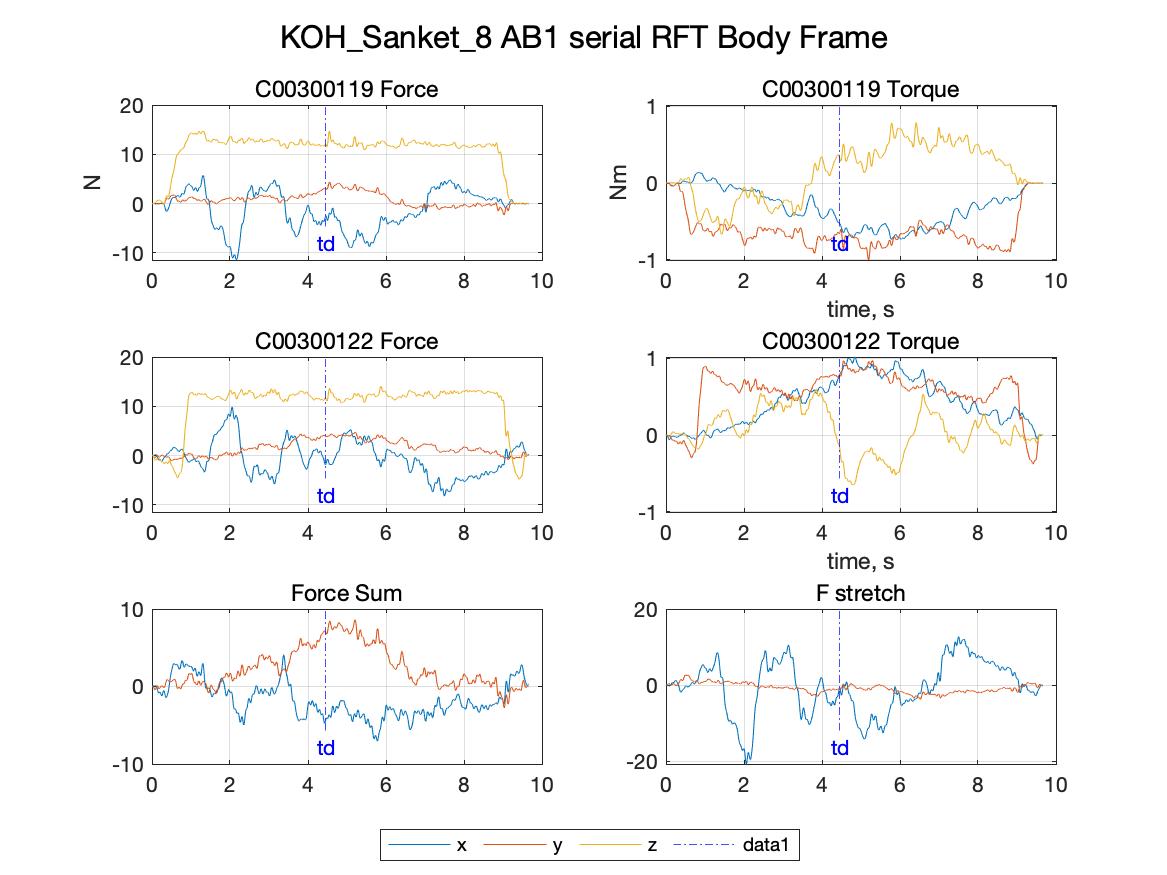 KOH_Sanket_8 AB1 serial RFT Body Frame
C00300119 Force
20
10
0
-10
N
td
0 2 4 6 8 10
C00300119 Torque
1
0
-1
Nm
td
0 2 4 6 8 10
time, s
C00300122 Force
20
10
0
-10
td
0 2 4 6 8 10
C00300122 Torque
1
0
-1
td
0 2 4 6 8 10
time, s
Force Sum
10
0
-10
td
0 2 4 6 8 10
F stretch
20
0
-20
td
0 2 4 6 8 10
x y z data1